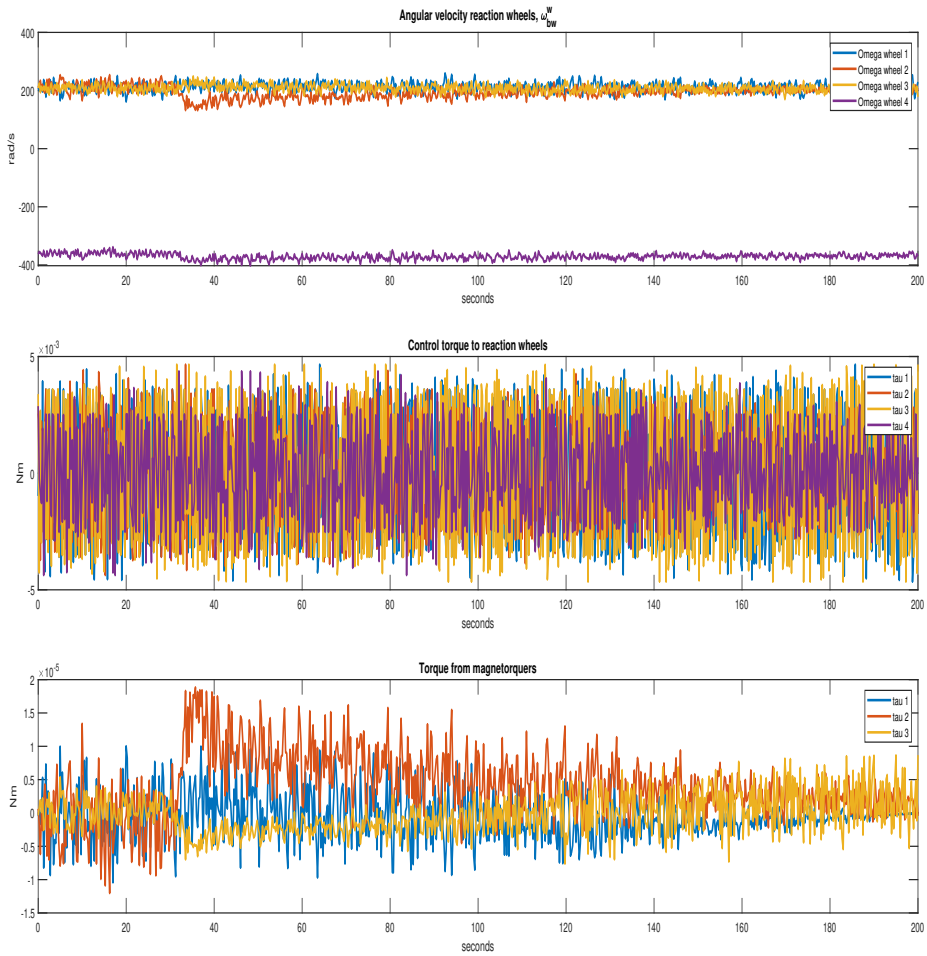 Angular velocity reaction wheels, ω_bw^w
400
200
0
-200
-400
rad/s
Omega wheel 1
Omega wheel 2
Omega wheel 3
Omega wheel 4
0 20 40 60 80 100 120 140 160 180 200
seconds
Control torque to reaction wheels
×10^-3
5
0
-5
Nm
tau 1
tau 2
tau 3
tau 4
0 20 40 60 80 100 120 140 160 180 200
seconds
Torque from magnetorquers
×10^-5
2
1.5
1
0.5
0
-0.5
-1
-1.5
Nm
tau 1
tau 2
tau 3
0 20 40 60 80 100 120 140 160 180 200
seconds